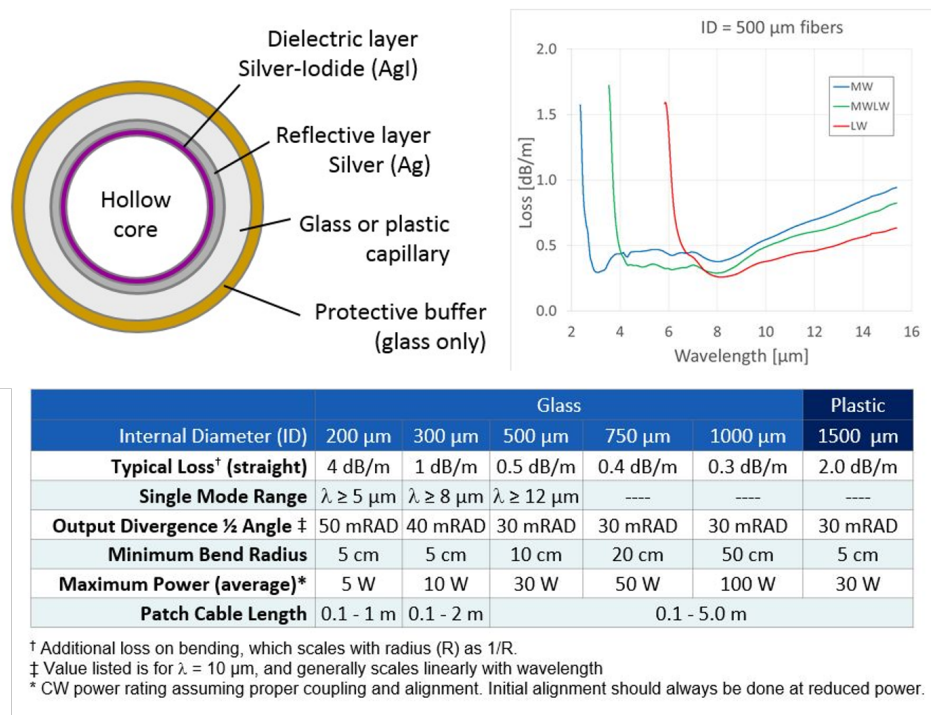 Dielectric layer
Silver-Iodide (AgI)
Reflective layer
Silver (Ag)
Hollow
core
Glass or plastic
capillary
Protective buffer
(glass only)
ID = 500 µm fibers
2.0
1.5
1.0
0.5
0.0
Loss [dB/m]
MW
MWLW
LW
2 4 6 8 10 12 14 16
Wavelength [µm]
Glass Plastic
Internal Diameter (ID) 200 µm 300 µm 500 µm 750 µm 1000 µm 1500 µm
Typical Loss† (straight) 4 dB/m 1 dB/m 0.5 dB/m 0.4 dB/m 0.3 dB/m 2.0 dB/m
Single Mode Range λ ≥ 5 µm λ ≥ 8 µm λ ≥ 12 µm ---- ---- ----
Output Divergence ½ Angle ‡ 50 mRAD 40 mRAD 30 mRAD 30 mRAD 30 mRAD 30 mRAD
Minimum Bend Radius 5 cm 5 cm 10 cm 20 cm 50 cm 5 cm
Maximum Power (average)* 5 W 10 W 30 W 50 W 100 W 30 W
Patch Cable Length 0.1 - 1 m 0.1 - 2 m 0.1 - 5.0 m
† Additional loss on bending, which scales with radius (R) as 1/R.
‡ Value listed is for λ = 10 µm, and generally scales linearly with wavelength
* CW power rating assuming proper coupling and alignment. Initial alignment should always be done at reduced power.